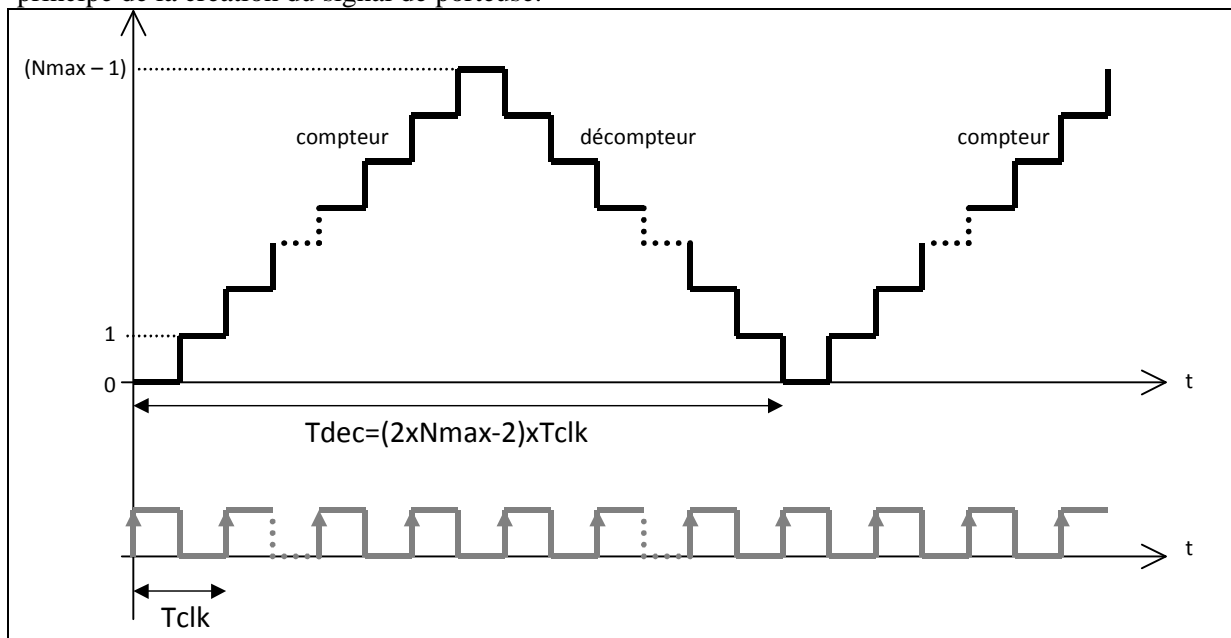 principe de la création du signal de porteuse.
(Nmax – 1)
compteur
décompteur
compteur
1
0
t
Tdec=(2xNmax-2)xTclk
t
Tclk